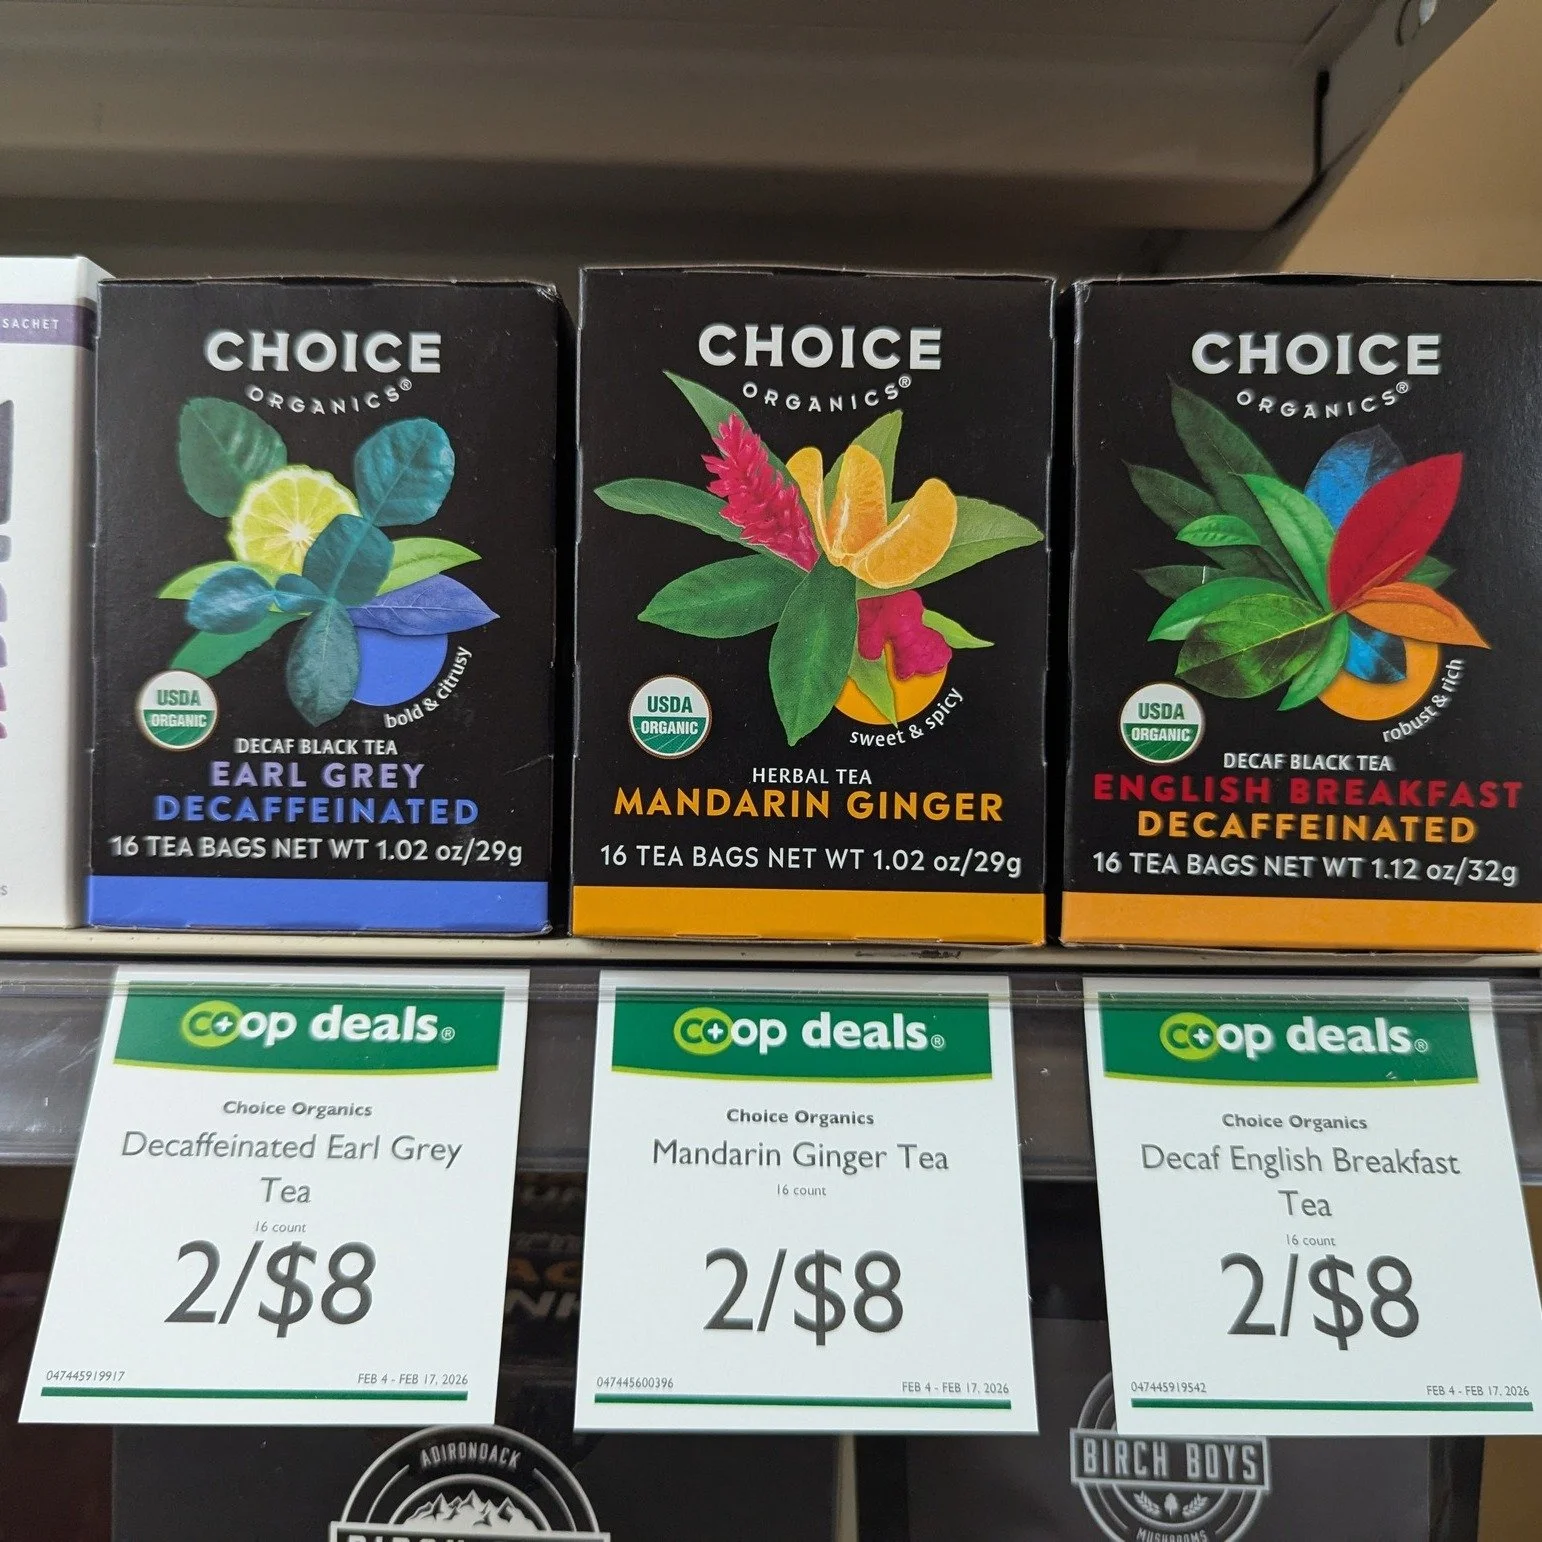 SACHET
CHOICE
ORGANICS®
bold & citrusy
USDA
ORGANIC
DECAF BLACK TEA
EARL GREY
DECAFFEINATED
16 TEA BAGS NET WT 1.02 oz/29g
CHOICE
ORGANICS®
sweet & spicy
USDA
ORGANIC
HERBAL TEA
MANDARIN GINGER
16 TEA BAGS NET WT 1.02 oz/29g
CHOICE
ORGANICS®
robust & rich
USDA
ORGANIC
DECAF BLACK TEA
ENGLISH BREAKFAST
DECAFFEINATED
16 TEA BAGS NET WT 1.12 oz/32g
co+op deals®
Choice Organics
Decaffeinated Earl Grey
Tea
16 count
2/$8
047445919917 FEB 4 - FEB 17, 2026
co+op deals®
Choice Organics
Mandarin Ginger Tea
16 count
2/$8
047445600396 FEB 4 - FEB 17, 2026
co+op deals®
Choice Organics
Decaf English Breakfast
Tea
16 count
2/$8
047445919542 FEB 4 - FEB 17, 2026
ADIRONDACK
BIRCH BOYS
MUSHROOMS